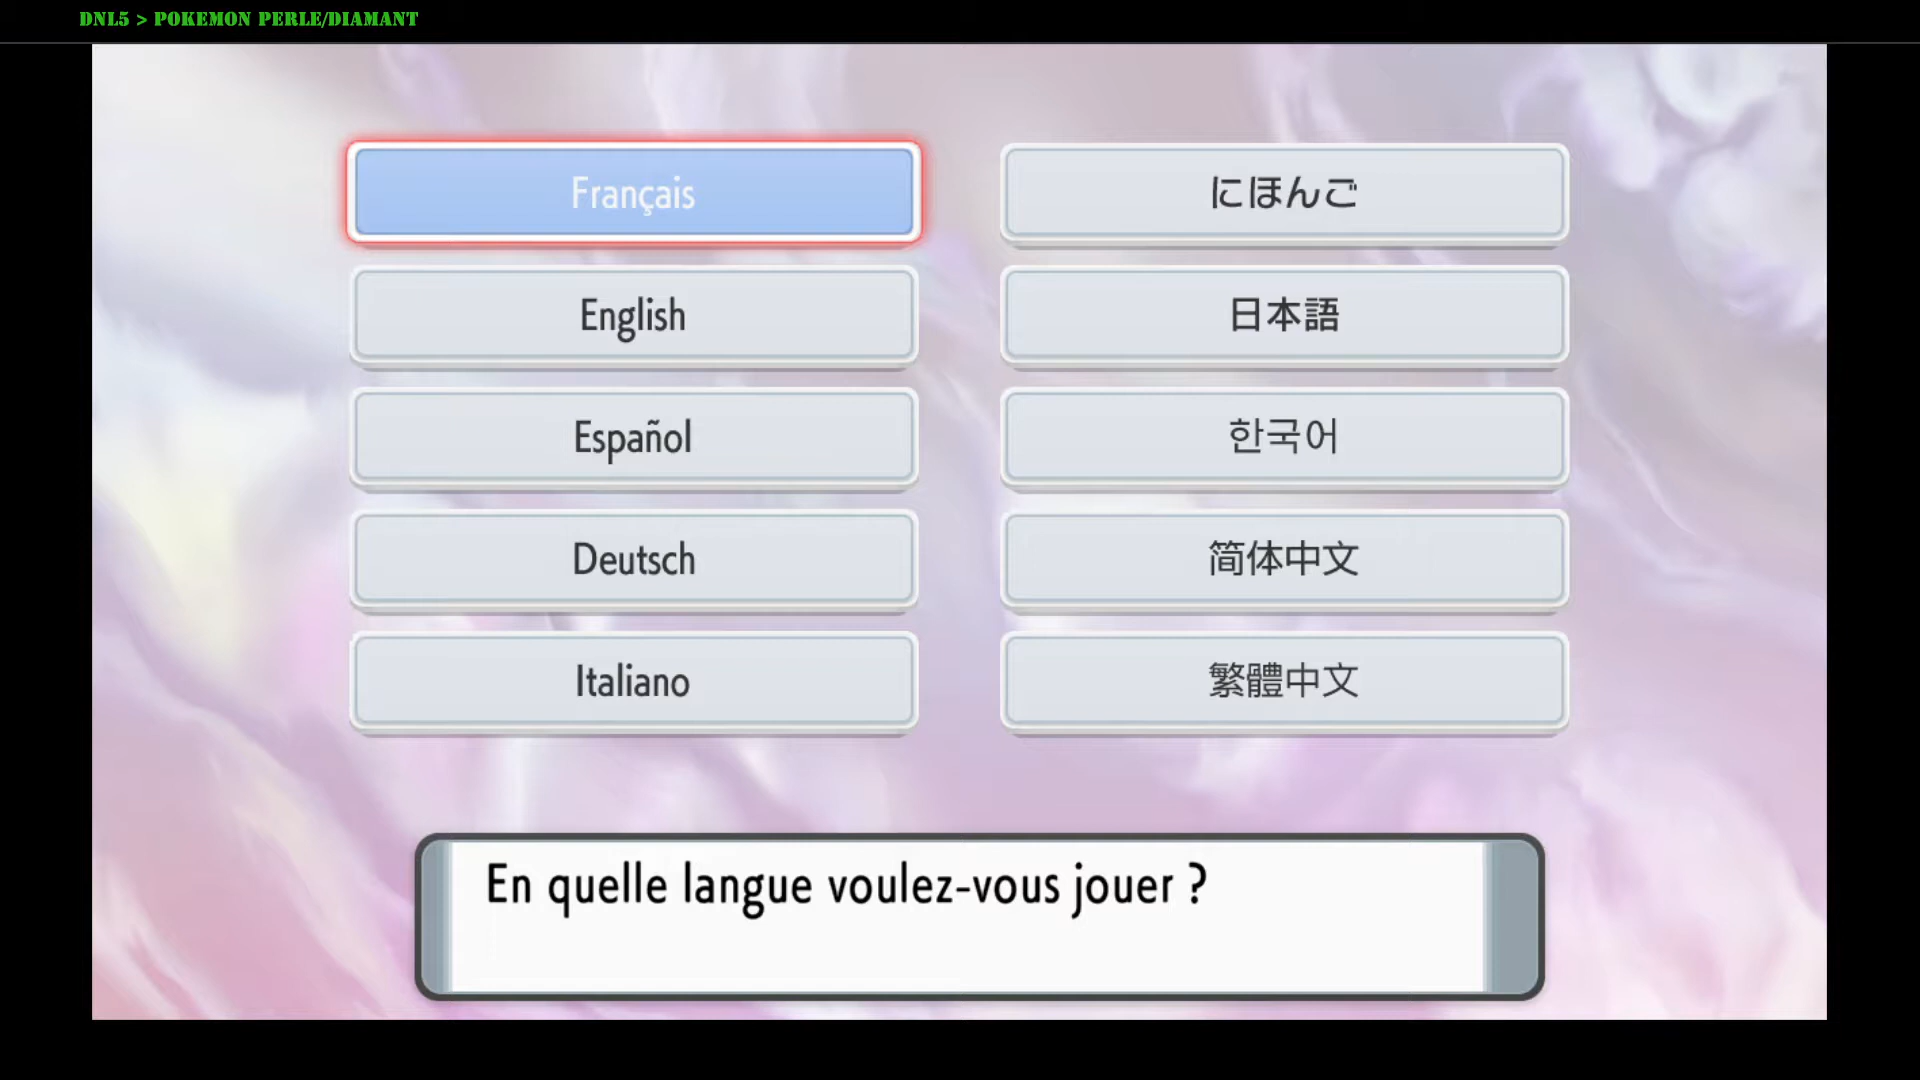 DNL5 > POKEMON PERLE/DIAMANT
Français
English
Español
Deutsch
Italiano
にほんご
日本語
한국어
简体中文
繁體中文
En quelle langue voulez-vous jouer ?